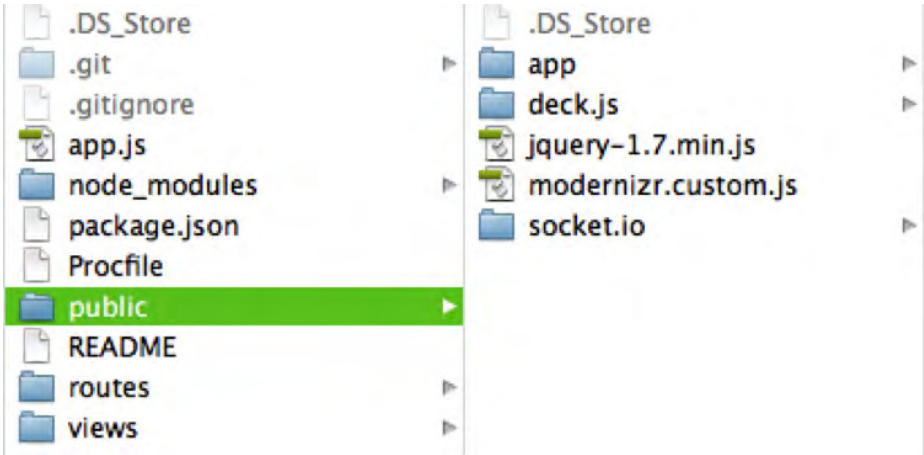 .DS_Store
.git
.gitignore
app.js
node_modules
package.json
Procfile
public
README
routes
views
.DS_Store
app
deck.js
jquery-1.7.min.js
modernizr.custom.js
socket.io